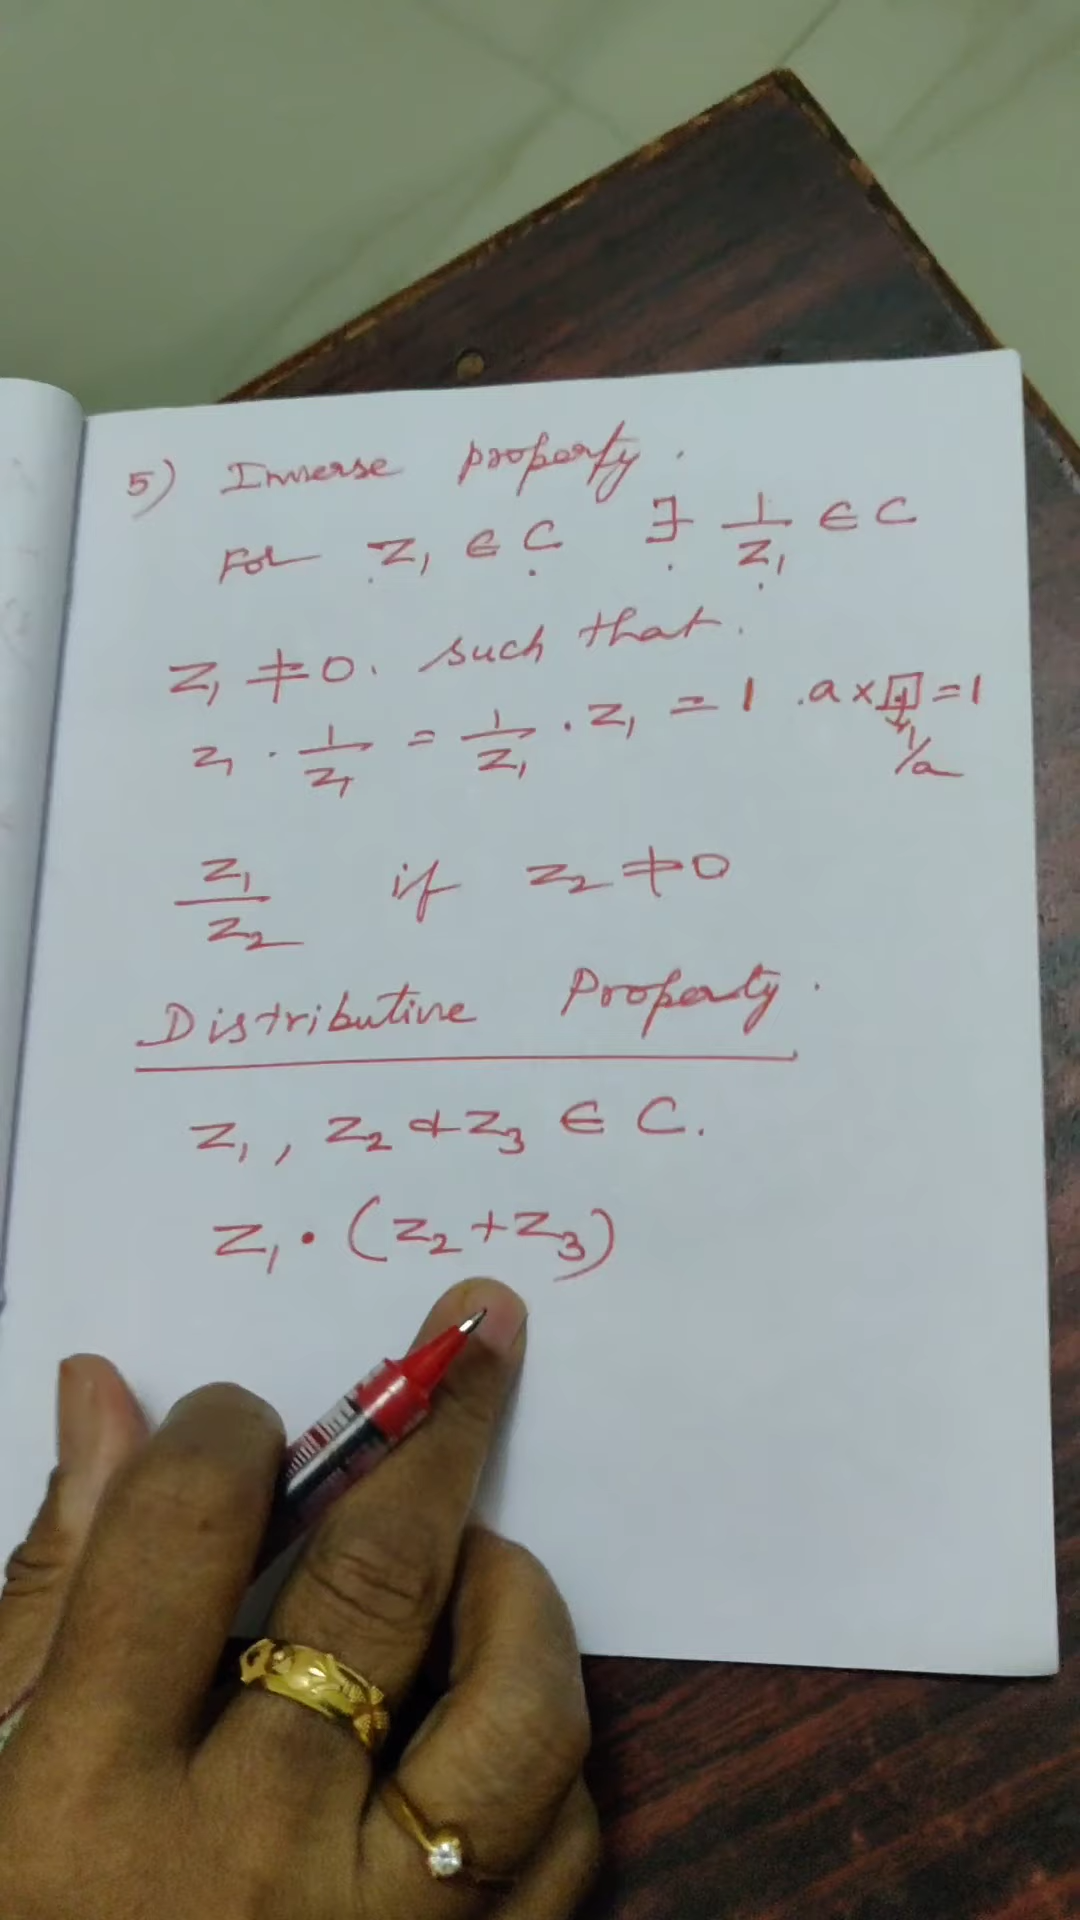 5) Inverse property.
For z₁ ∈ C ∃ 1/z₁ ∈ C
z₁ ≠ 0. such that.
z₁ · 1/z₁ = 1/z₁ · z₁ = 1 . a × □ = 1
1/a
z₁/z₂ if z₂ ≠ 0
Distributive Property.
z₁, z₂ & z₃ ∈ C.
z₁ · (z₂ + z₃)